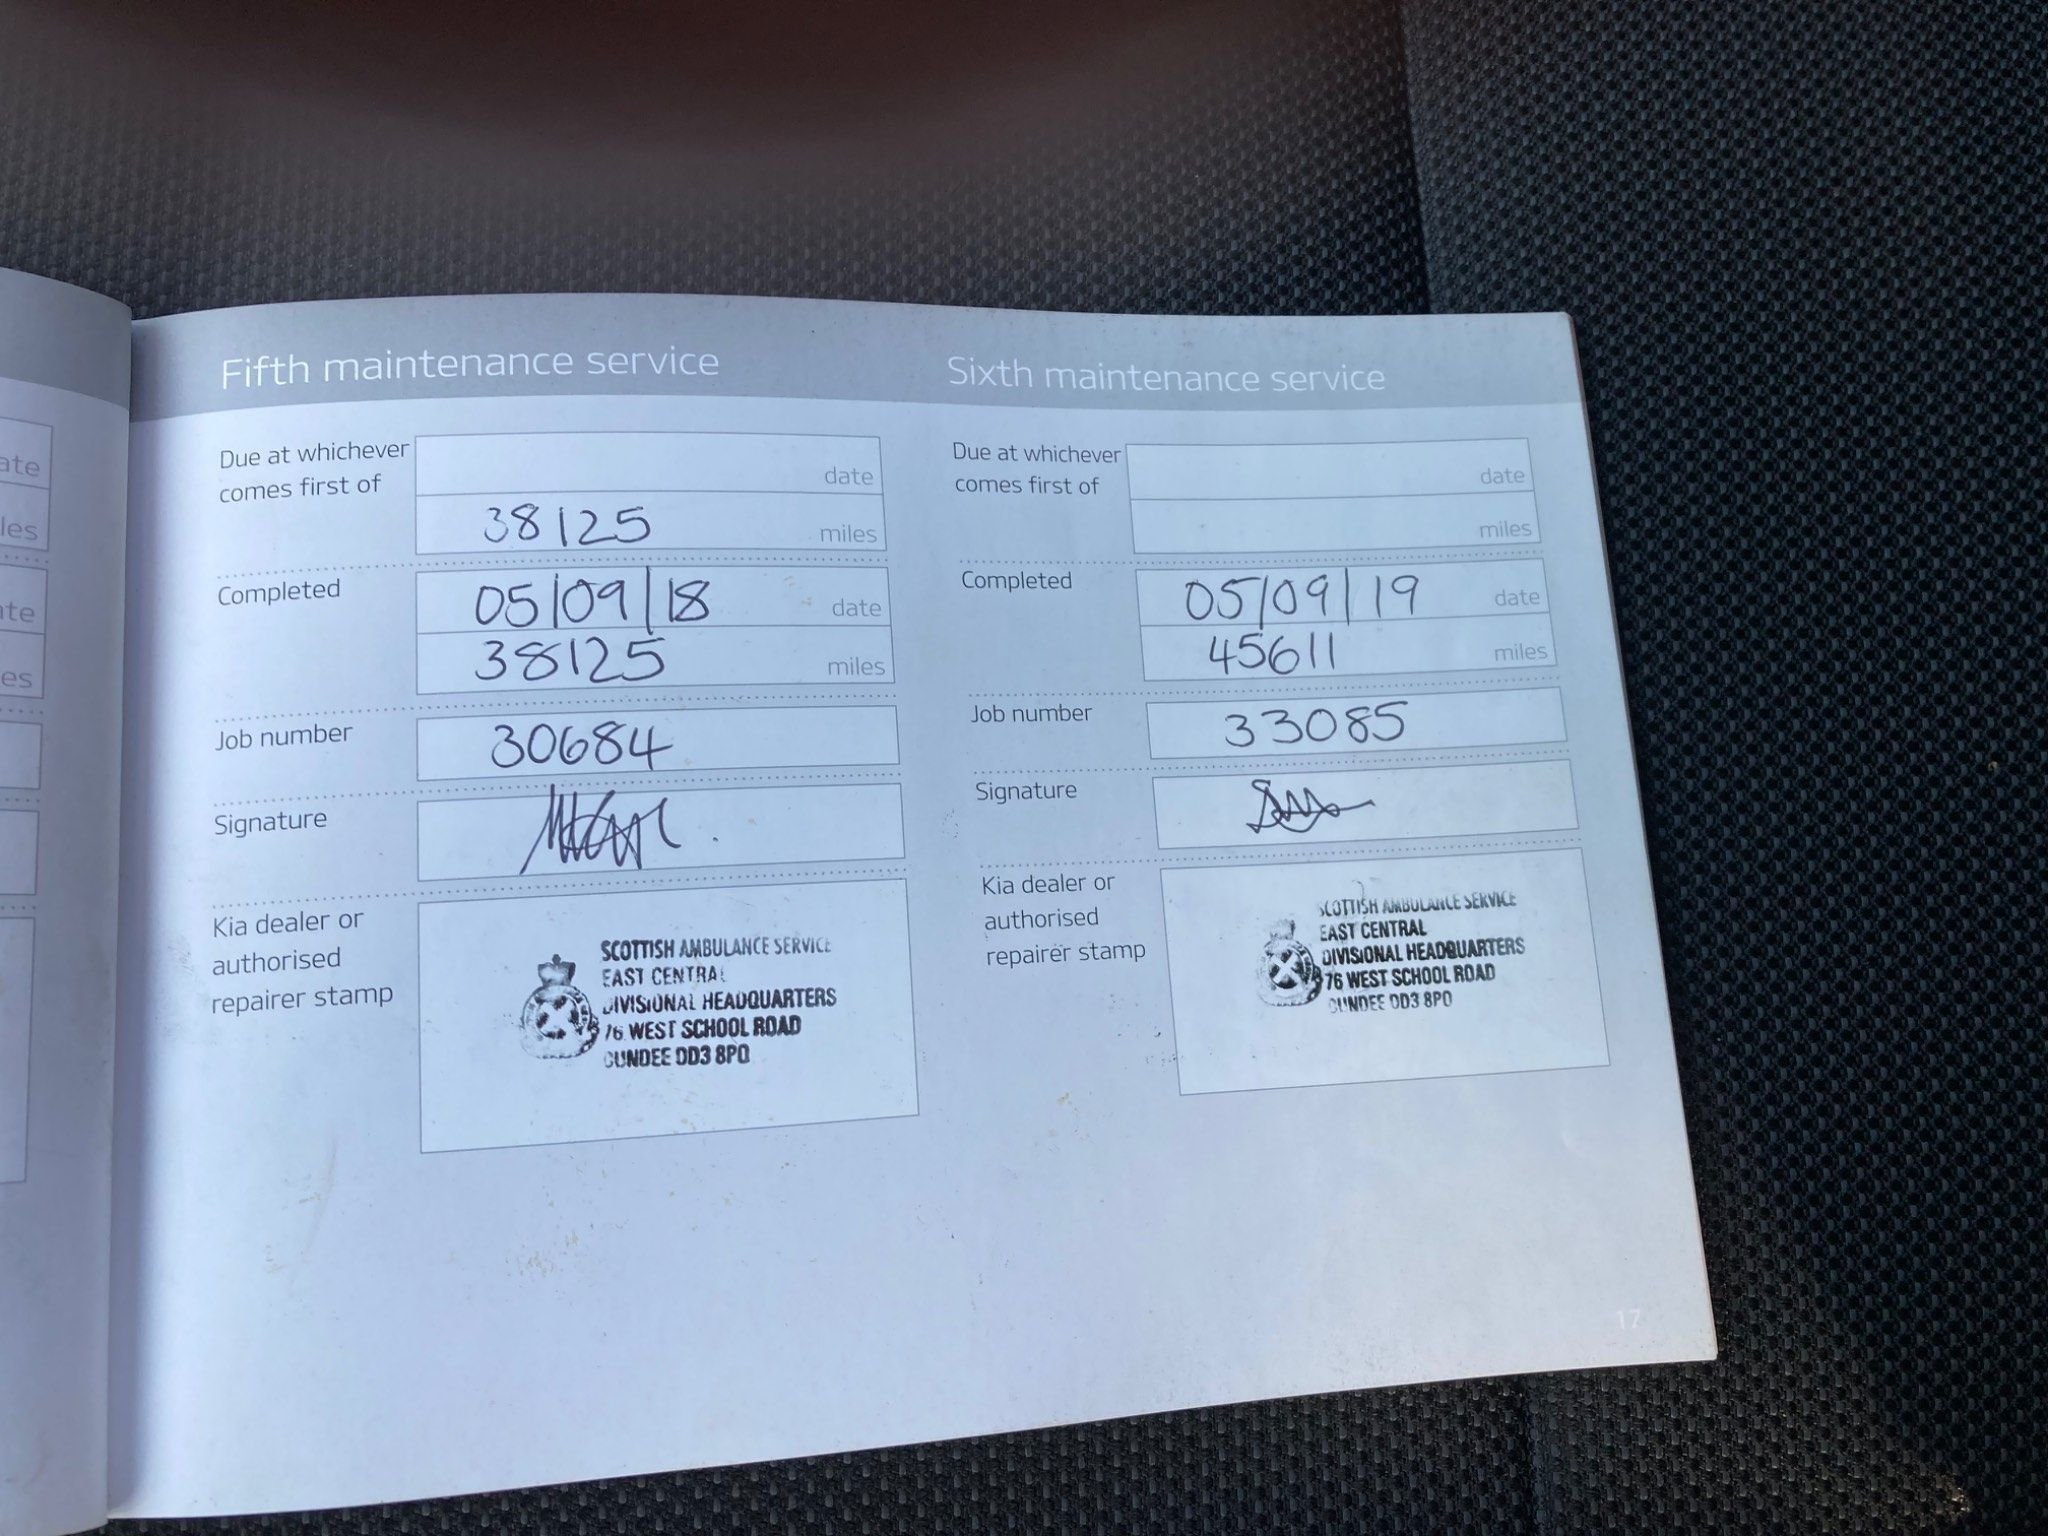 ate
les
ate
es
Fifth maintenance service
Due at whichever
comes first of
date
38125 miles
Completed
05/09/18 date
38125 miles
Job number
30684
Signature
Kia dealer or
authorised
repairer stamp
SCOTTISH AMBULANCE SERVICE
EAST CENTRAL
DIVISIONAL HEADQUARTERS
76 WEST SCHOOL ROAD
DUNDEE DD3 8PQ
Sixth maintenance service
Due at whichever
comes first of
date
miles
Completed
05/09/19 date
45611 miles
Job number
33085
Signature
Kia dealer or
authorised
repairer stamp
SCOTTISH AMBULANCE SERVICE
EAST CENTRAL
DIVISIONAL HEADQUARTERS
76 WEST SCHOOL ROAD
DUNDEE DD3 8PQ
17